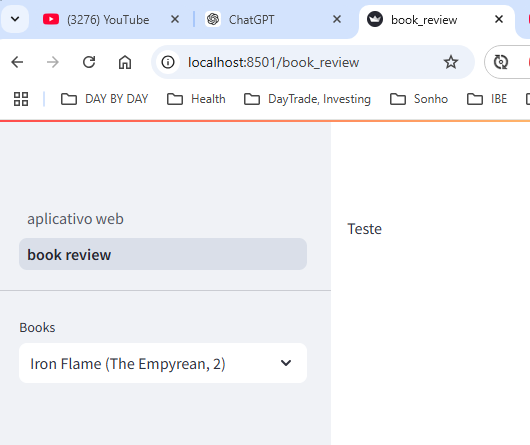 (3276) YouTube
ChatGPT
book_review
localhost:8501/book_review
DAY BY DAY
Health
DayTrade, Investing
Sonho
IBE
aplicativo web
book review
Teste
Books
Iron Flame (The Empyrean, 2)